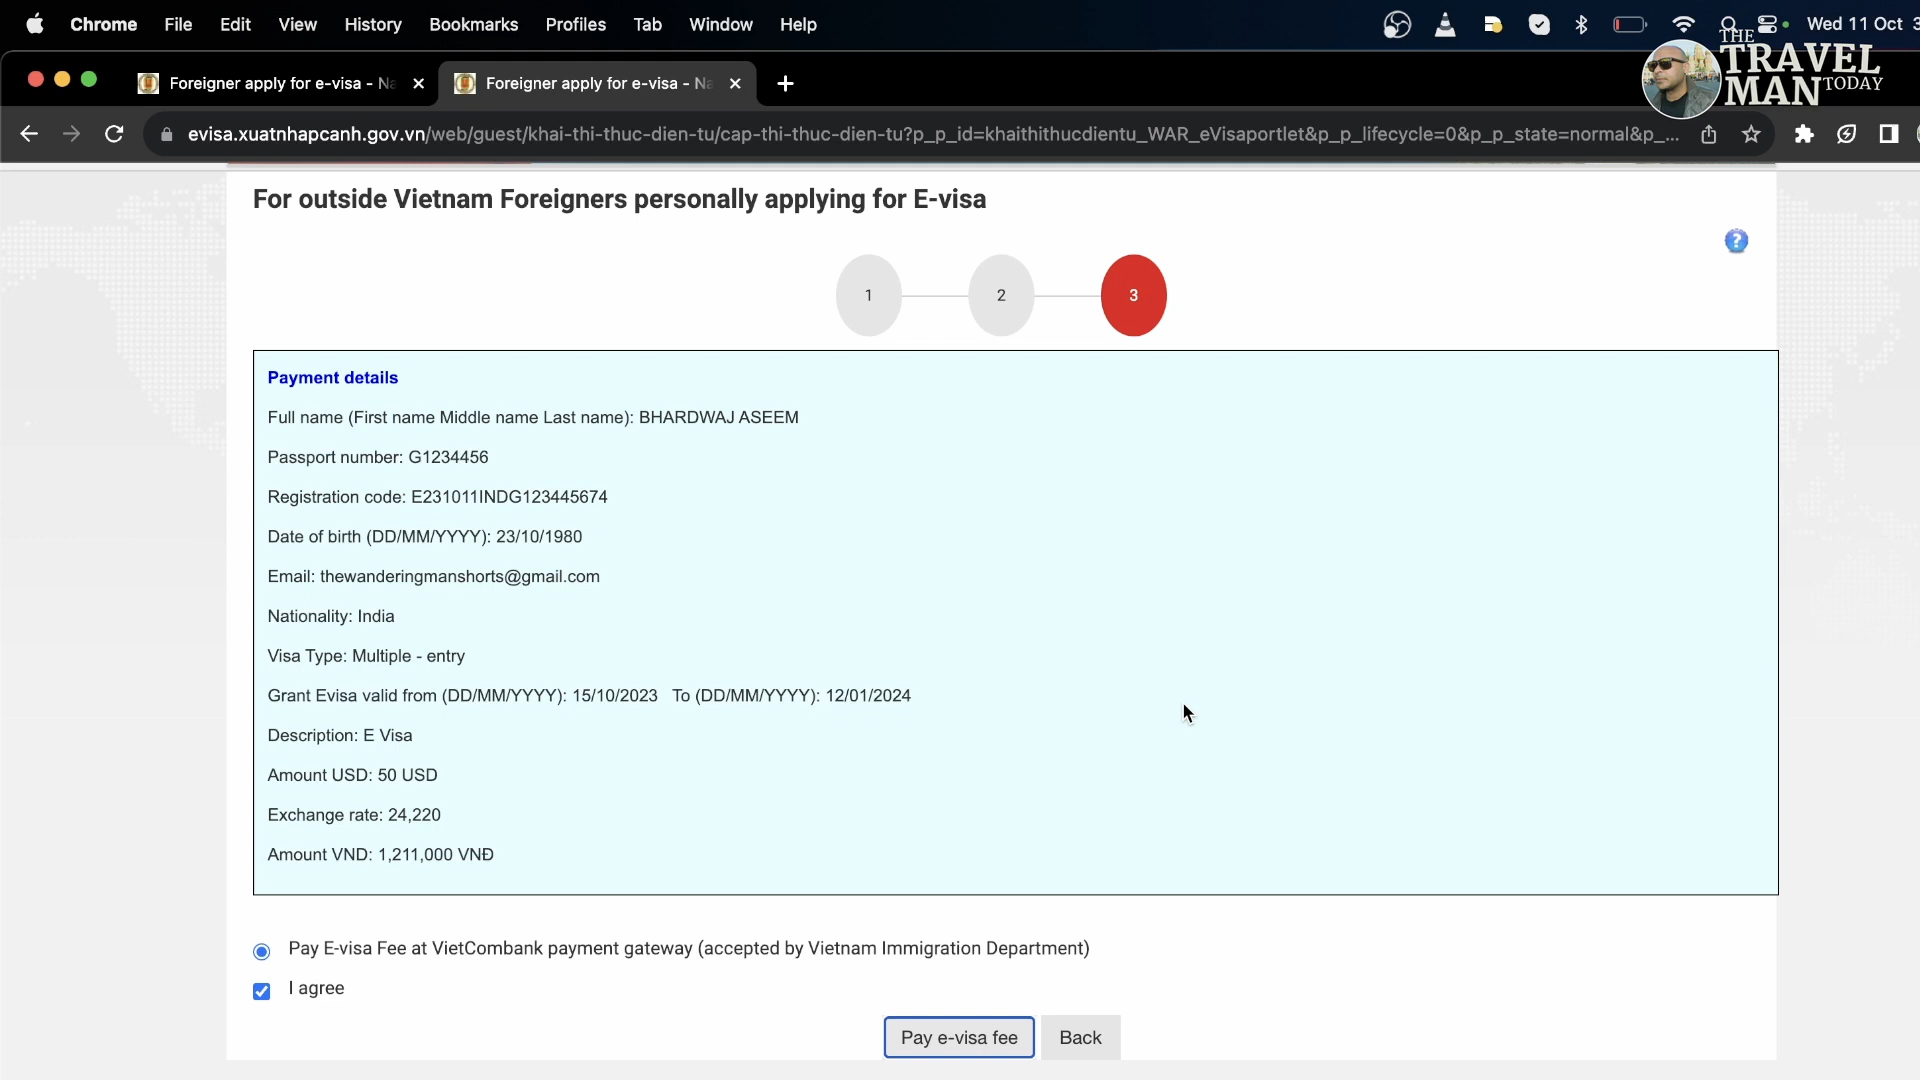 Chrome File Edit View History Bookmarks Profiles Tab Window Help Wed 11 Oct 3
THE
TRAVEL
MAN TODAY
Foreigner apply for e-visa - Na Foreigner apply for e-visa - Na
evisa.xuatnhapcanh.gov.vn/web/guest/khai-thi-thuc-dien-tu/cap-thi-thuc-dien-tu?p_p_id=khaithithucdientu_WAR_eVisaportlet&p_p_lifecycle=0&p_p_state=normal&p_...
For outside Vietnam Foreigners personally applying for E-visa
?
1 2 3
Payment details
Full name (First name Middle name Last name): BHARDWAJ ASEEM
Passport number: G1234456
Registration code: E231011INDG123445674
Date of birth (DD/MM/YYYY): 23/10/1980
Email: thewanderingmanshorts@gmail.com
Nationality: India
Visa Type: Multiple - entry
Grant Evisa valid from (DD/MM/YYYY): 15/10/2023 To (DD/MM/YYYY): 12/01/2024
Description: E Visa
Amount USD: 50 USD
Exchange rate: 24,220
Amount VND: 1,211,000 VNĐ
Pay E-visa Fee at VietCombank payment gateway (accepted by Vietnam Immigration Department)
I agree
Pay e-visa fee Back